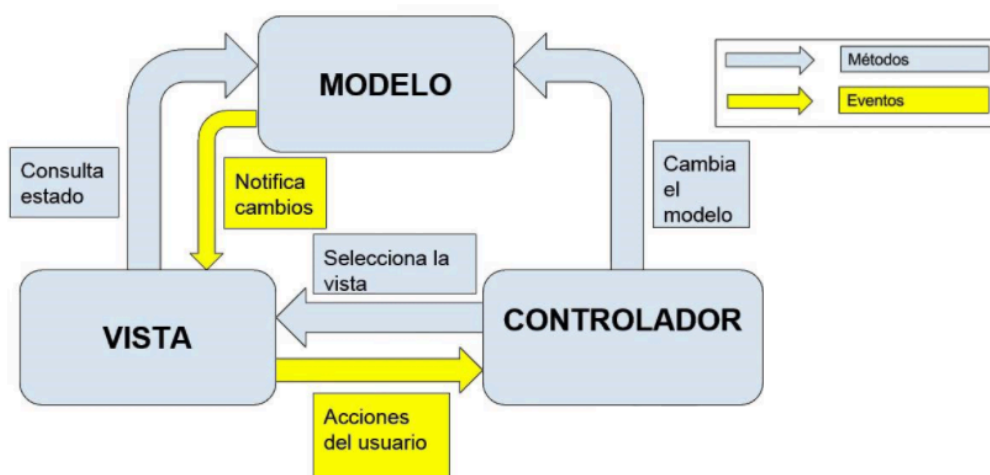 MODELO
Métodos
Eventos
Consulta
estado
Notifica
cambios
Cambia
el
modelo
Selecciona la
vista
VISTA
CONTROLADOR
Acciones
del usuario